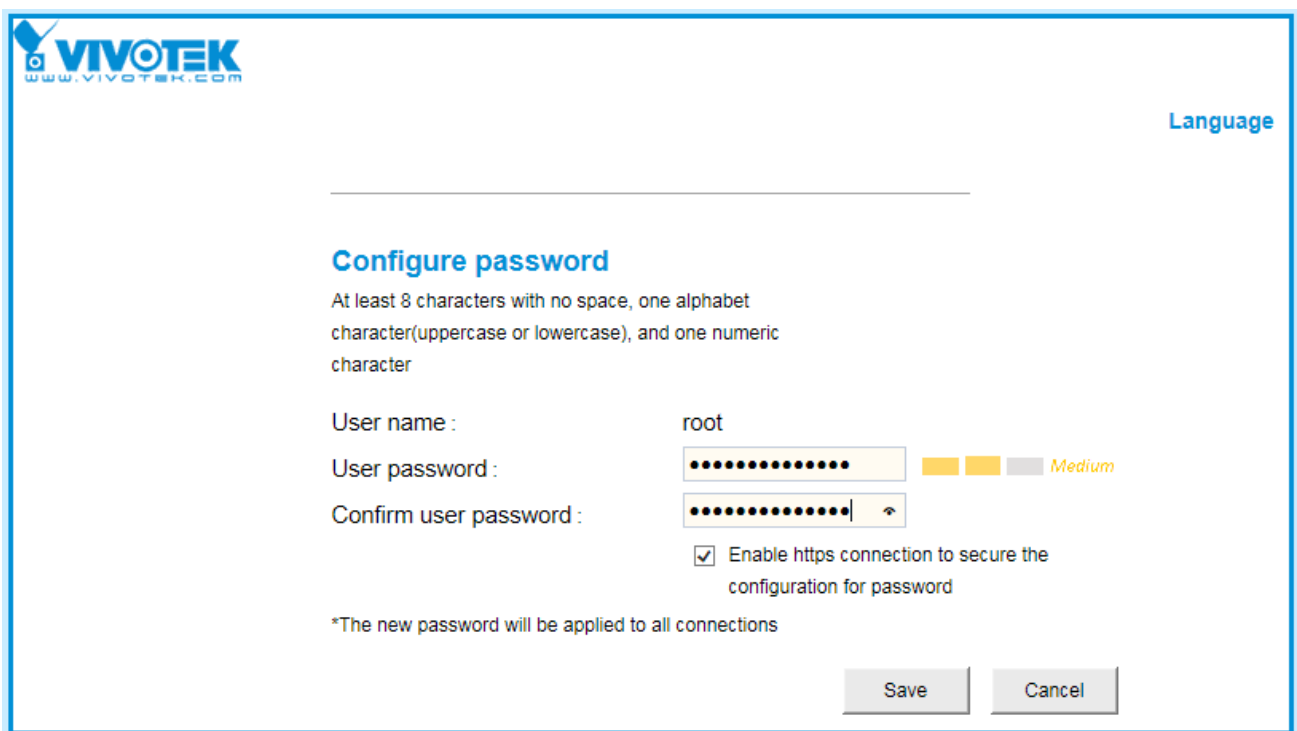 VIVOTEK
www.vivotek.com
Language
Configure password
At least 8 characters with no space, one alphabet
character(uppercase or lowercase), and one numeric
character
User name : root
User password : •••••••••••••• Medium
Confirm user password : ••••••••••••••
Enable https connection to secure the
configuration for password
*The new password will be applied to all connections
Save Cancel